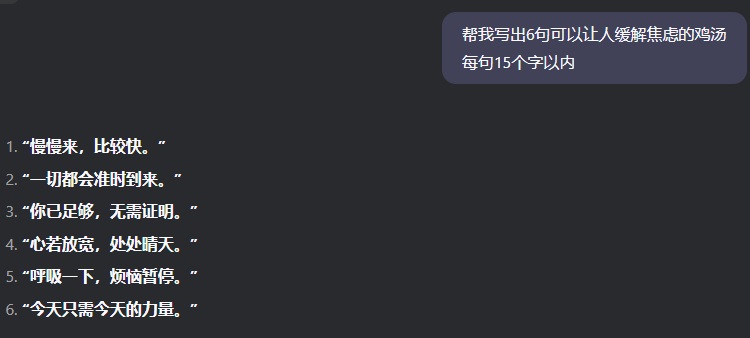 帮我写出6句可以让人缓解焦虑的鸡汤
每句15个字以内
1. “慢慢来，比较快。”
2. “一切都会准时到来。”
3. “你已足够，无需证明。”
4. “心若放宽，处处晴天。”
5. “呼吸一下，烦恼暂停。”
6. “今天只需今天的力量。”